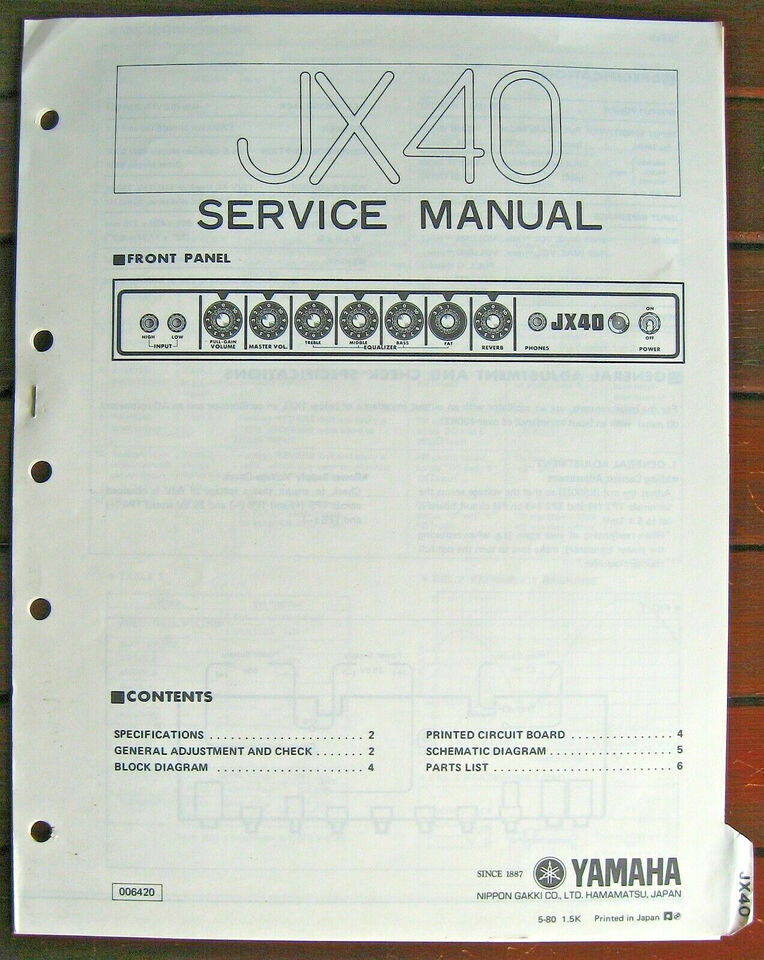 JX40
SERVICE MANUAL
FRONT PANEL
HIGH LOW
INPUT
PULL-GAIN
VOLUME
MASTER VOL.
TREBLE MIDDLE BASS
EQUALIZER
FAT
REVERB
PHONES
JX40
ON
OFF
POWER
CONTENTS
SPECIFICATIONS . . . . . . . . . . . . . . . . . . . . 2
GENERAL ADJUSTMENT AND CHECK . . . . . . . 2
BLOCK DIAGRAM . . . . . . . . . . . . . . . . . . . 4
PRINTED CIRCUIT BOARD . . . . . . . . . . . . . . 4
SCHEMATIC DIAGRAM . . . . . . . . . . . . . . . . . 5
PARTS LIST . . . . . . . . . . . . . . . . . . . . . . . . 6
006420
SINCE 1887 YAMAHA
NIPPON GAKKI CO., LTD. HAMAMATSU, JAPAN
5-80 1.5K Printed in Japan
JX40